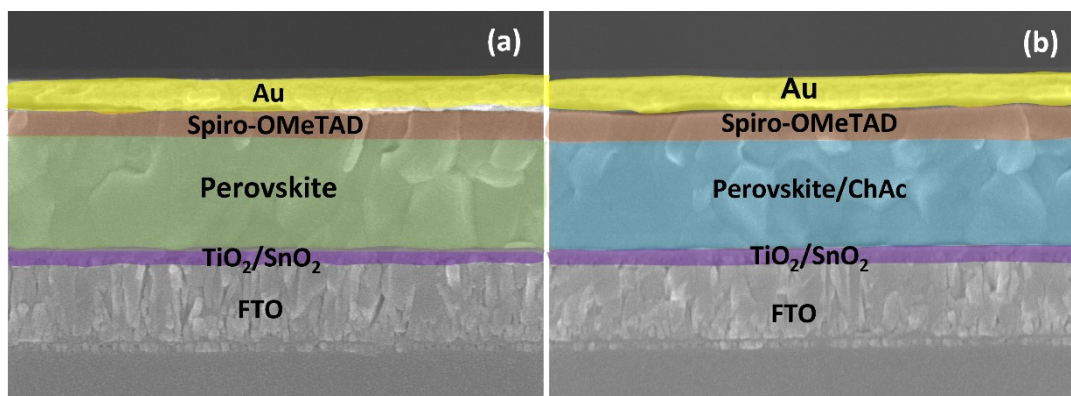 (a)
Au
Spiro-OMeTAD
Perovskite
TiO₂/SnO₂
FTO
(b)
Au
Spiro-OMeTAD
Perovskite/ChAc
TiO₂/SnO₂
FTO